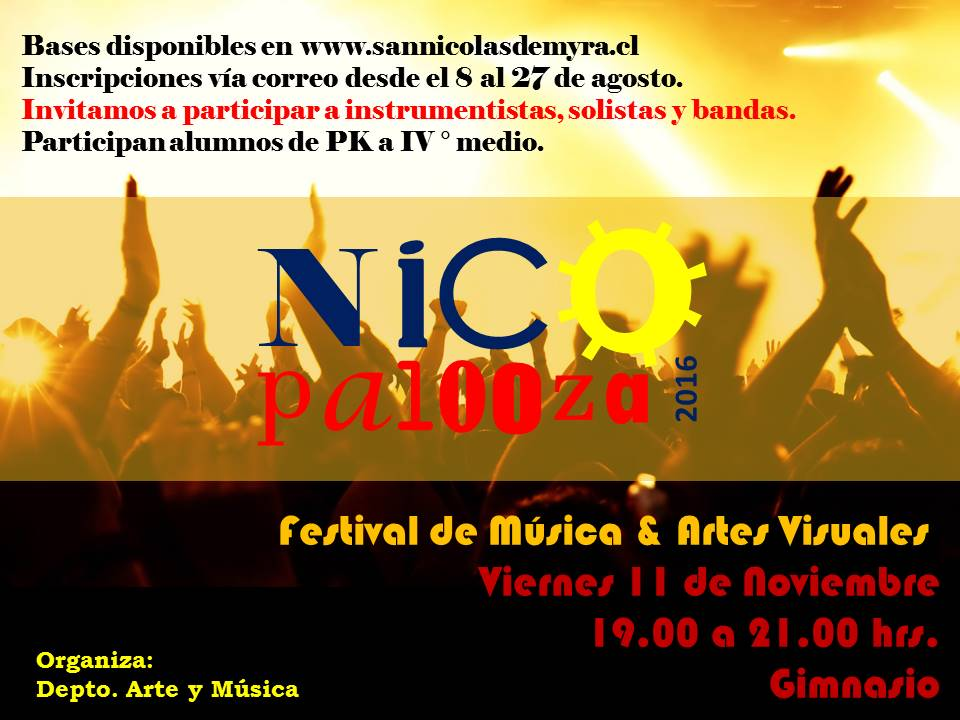 Bases disponibles en www.sannicolasdemyra.cl
Inscripciones vía correo desde el 8 al 27 de agosto.
Invitamos a participar a instrumentistas, solistas y bandas.
Participan alumnos de PK a IV ° medio.
NiCO
palooza
2016
Festival de Música & Artes Visuales
Viernes 11 de Noviembre
19.00 a 21.00 hrs.
Gimnasio
Organiza:
Depto. Arte y Música